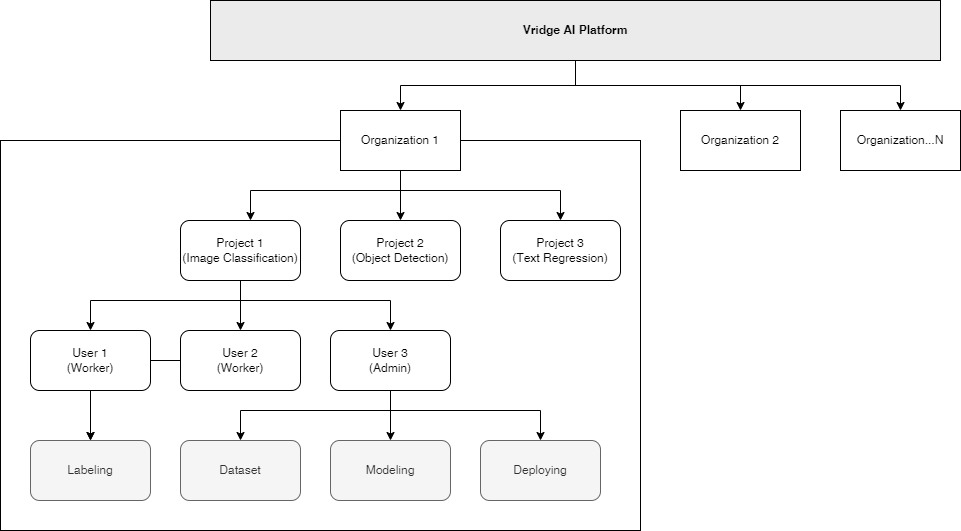 Vridge AI Platform
Organization 1
Organization 2
Organization...N
Project 1
(Image Classification)
Project 2
(Object Detection)
Project 3
(Text Regression)
User 1
(Worker)
User 2
(Worker)
User 3
(Admin)
Labeling
Dataset
Modeling
Deploying